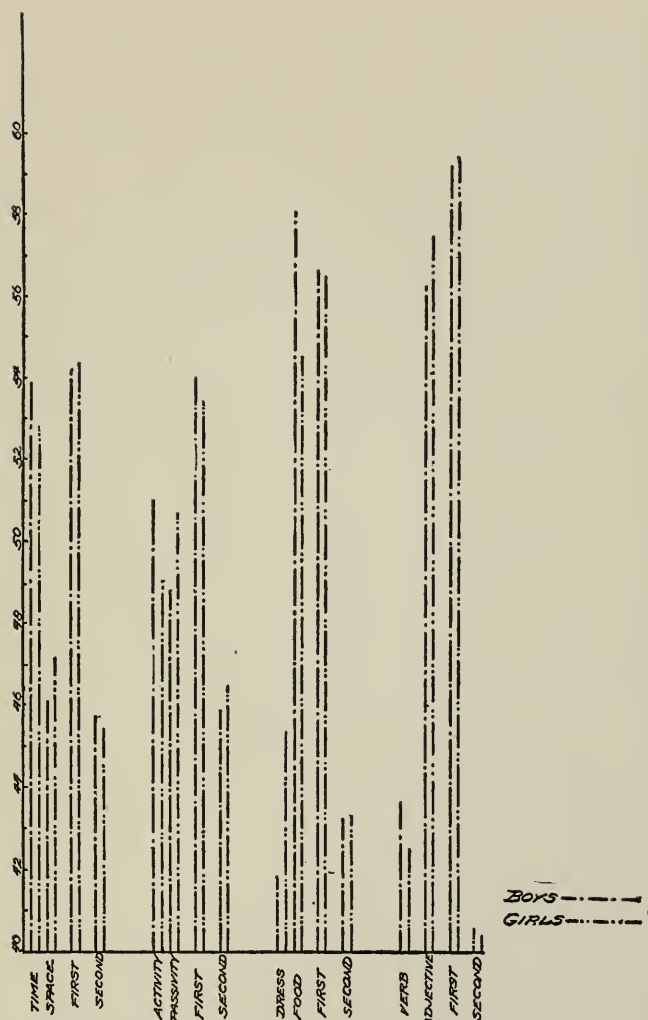 60
58
56
54
52
50
48
46
44
42
40
TIME
SPACE
FIRST
SECOND
ACTIVITY
PASSIVITY
FIRST
SECOND
DRESS
FOOD
FIRST
SECOND
VERB
ADJECTIVE
FIRST
SECOND
BOYS
GIRLS